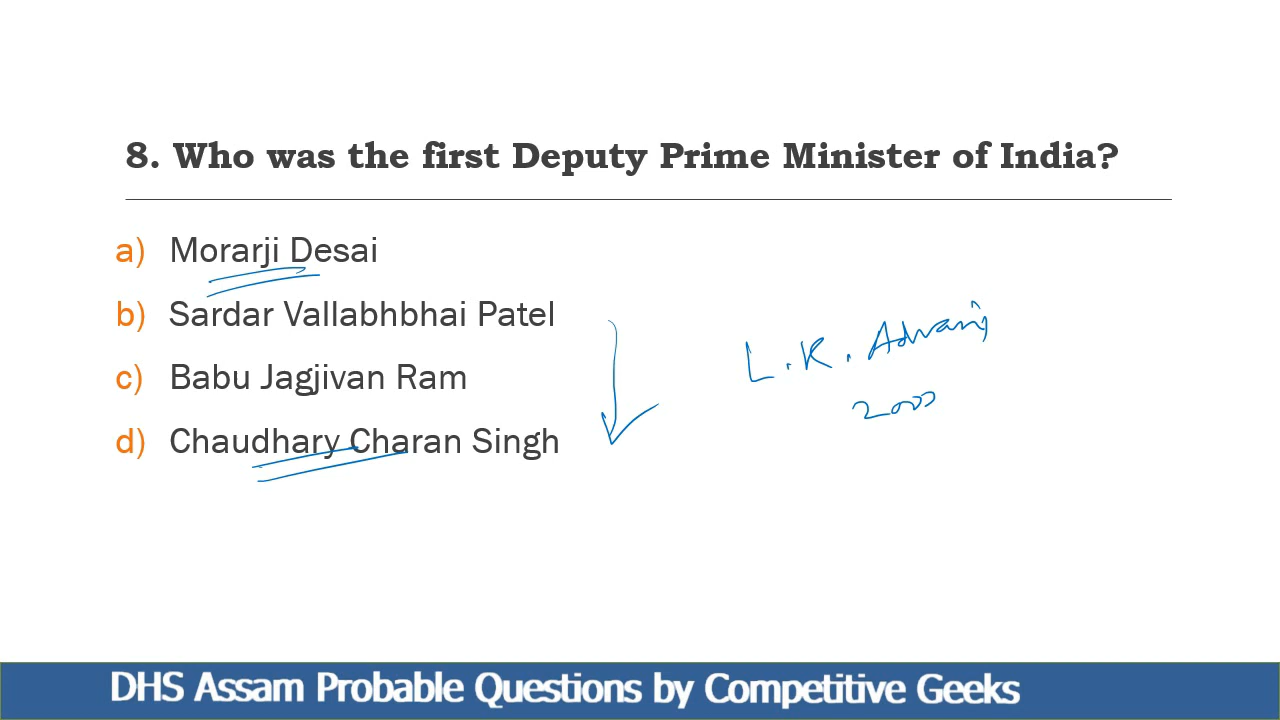 8. Who was the first Deputy Prime Minister of India?
a) Morarji Desai
b) Sardar Vallabhbhai Patel
c) Babu Jagjivan Ram
d) Chaudhary Charan Singh
L.K. Advani
2000
DHS Assam Probable Questions by Competitive Geeks